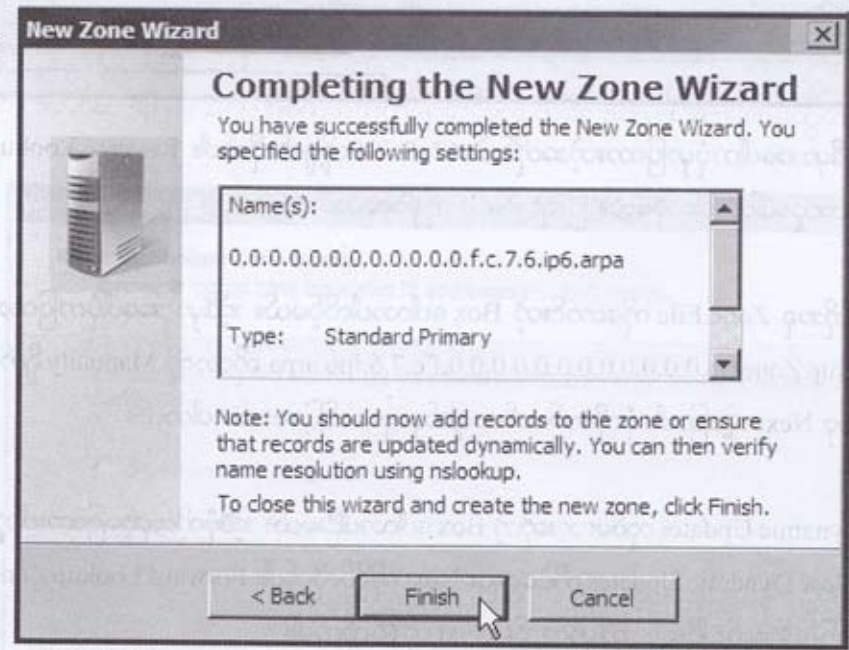 New Zone Wizard
Completing the New Zone Wizard
You have successfully completed the New Zone Wizard. You
specified the following settings:
Name(s):
0.0.0.0.0.0.0.0.0.0.0.0.f.c.7.6.ip6.arpa
Type: Standard Primary
Note: You should now add records to the zone or ensure
that records are updated dynamically. You can then verify
name resolution using nslookup.
To close this wizard and create the new zone, click Finish.
< Back Finish Cancel